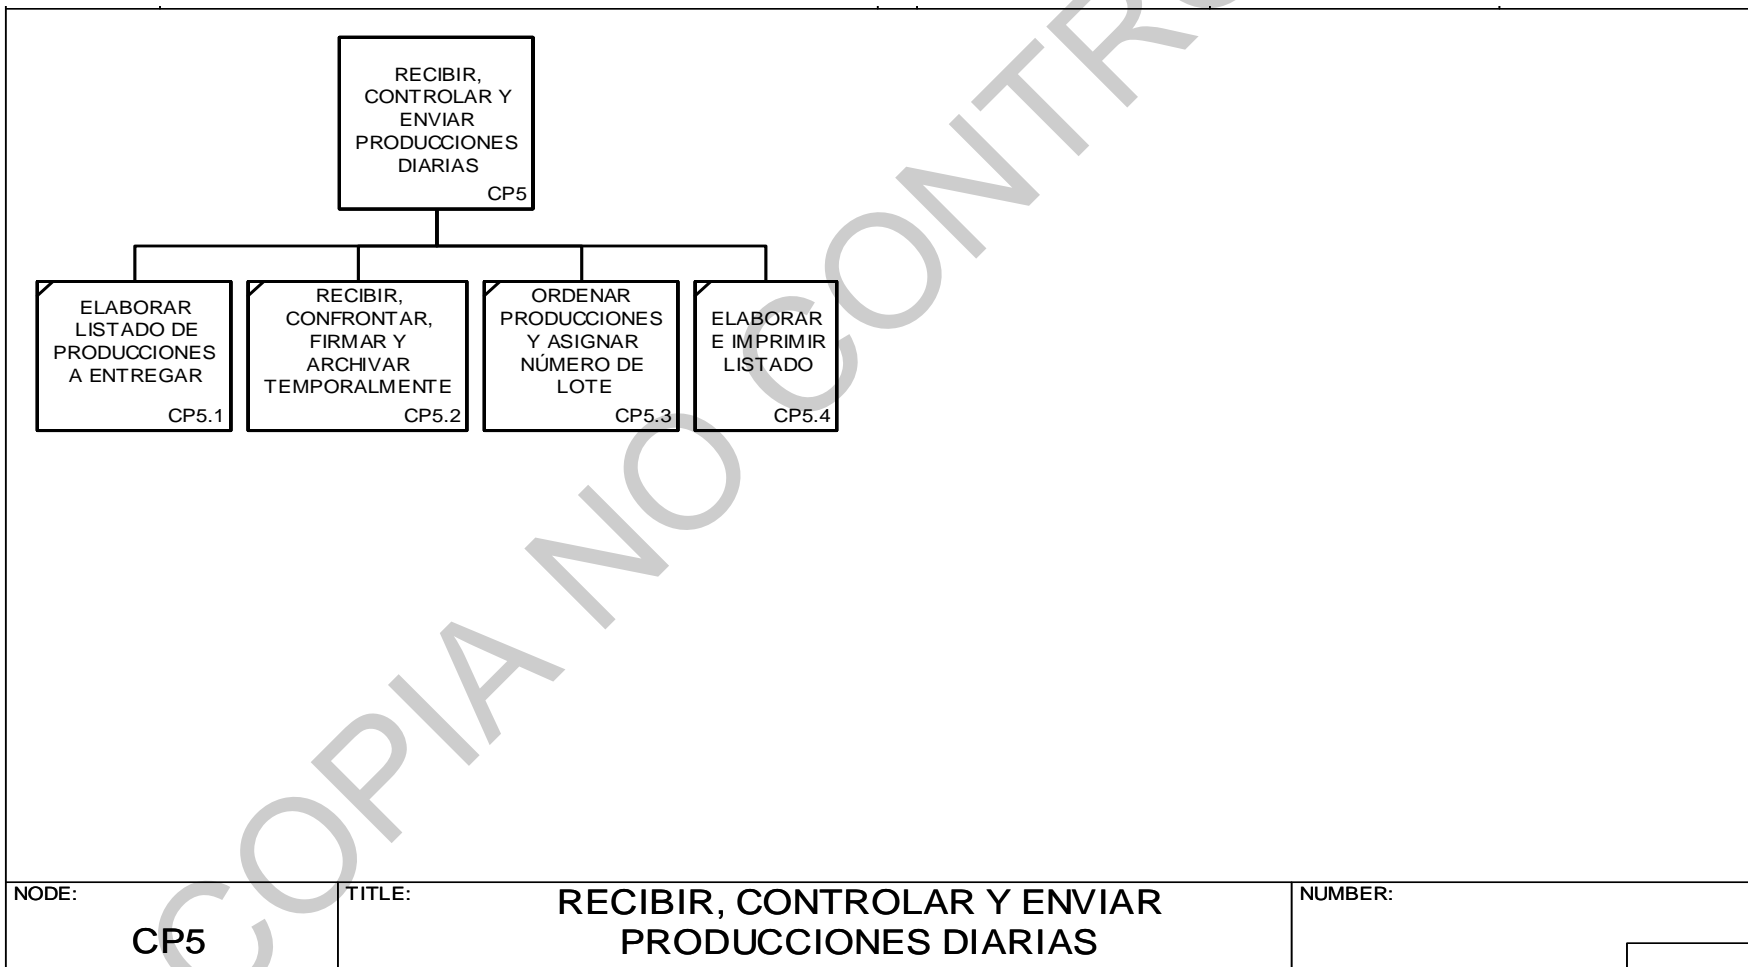 RECIBIR,
CONTROLAR Y
ENVIAR
PRODUCCIONES
DIARIAS
CP5
ELABORAR
LISTADO DE
PRODUCCIONES
A ENTREGAR
CP5.1
RECIBIR,
CONFRONTAR,
FIRMAR Y
ARCHIVAR
TEMPORALMENTE
CP5.2
ORDENAR
PRODUCCIONES
Y ASIGNAR
NÚMERO DE
LOTE
CP5.3
ELABORAR
E IMPRIMIR
LISTADO
CP5.4
COPIA NO CONTR
NODE:
CP5
TITLE:
RECIBIR, CONTROLAR Y ENVIAR
PRODUCCIONES DIARIAS
NUMBER: